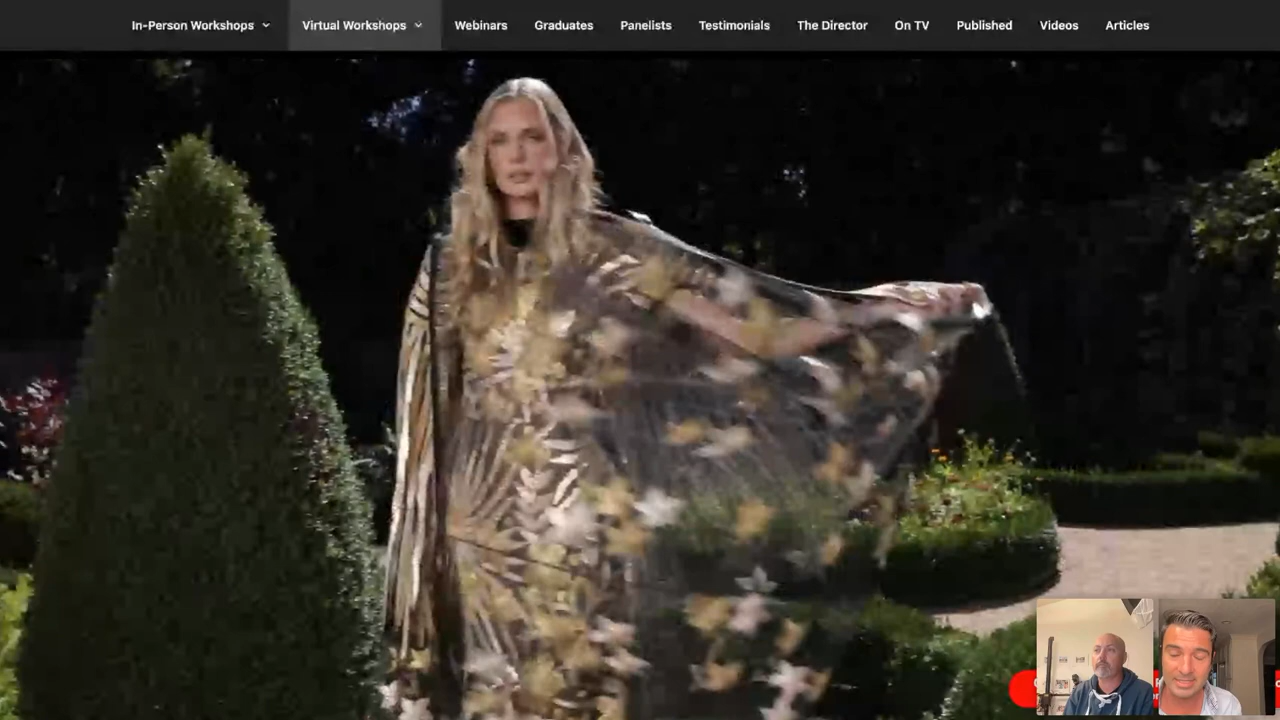 In-Person Workshops
Virtual Workshops
Webinars
Graduates
Panelists
Testimonials
The Director
On TV
Published
Videos
Articles